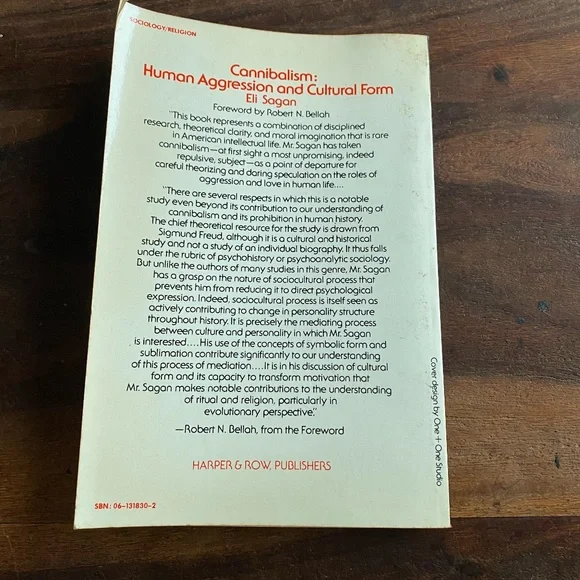 SOCIOLOGY/RELIGION
Cannibalism:
Human Aggression and Cultural Form
Eli Sagan
Foreword by Robert N. Bellah
"This book represents a combination of disciplined
research, theoretical clarity, and moral imagination that is rare
in American intellectual life. Mr. Sagan has taken
cannibalism—at first sight a most unpromising, indeed
repulsive, subject—as a point of departure for
careful theorizing and daring speculation on the roles of
aggression and love in human life....
"There are several respects in which this is a notable
study even beyond its contribution to our understanding of
cannibalism and its prohibition in human history.
The chief theoretical resource for the study is drawn from
Sigmund Freud, although it is a cultural and historical
study and not a study of an individual biography. It thus falls
under the rubric of psychohistory or psychoanalytic sociology.
But unlike the authors of many studies in this genre, Mr. Sagan
has a grasp on the nature of sociocultural process that
prevents him from reducing it to direct psychological
expression. Indeed, sociocultural process is itself seen as
actively contributing to change in personality structure
throughout history. It is precisely the mediating process
between culture and personality in which Mr. Sagan
is interested....His use of the concepts of symbolic form and
sublimation contribute significantly to our understanding
of this process of mediation....It is in his discussion of cultural
form and its capacity to transform motivation that
Mr. Sagan makes notable contributions to the understanding
of ritual and religion, particularly in
evolutionary perspective."
—Robert N. Bellah, from the Foreword
HARPER & ROW, PUBLISHERS
SBN: 06-131830-2
Cover design by One + One Studio